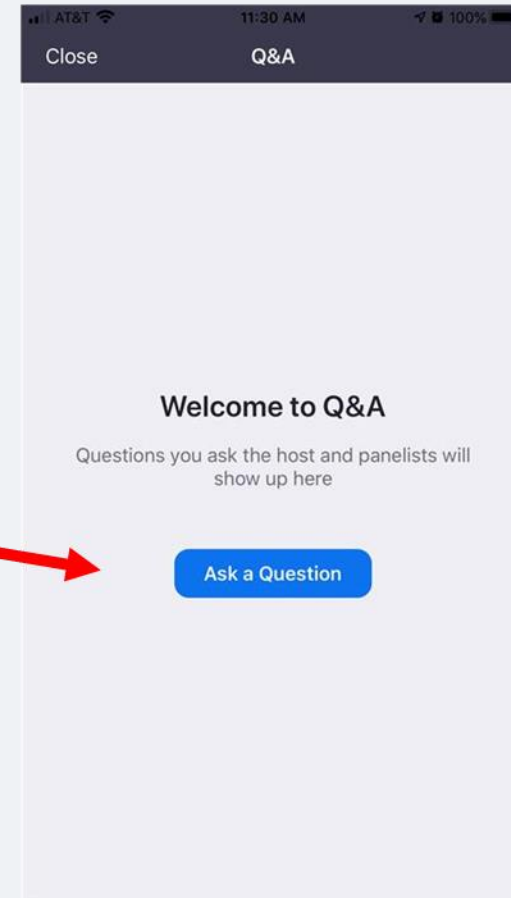 AT&T 11:30 AM 100%
Close Q&A
Welcome to Q&A
Questions you ask the host and panelists will
show up here
Ask a Question